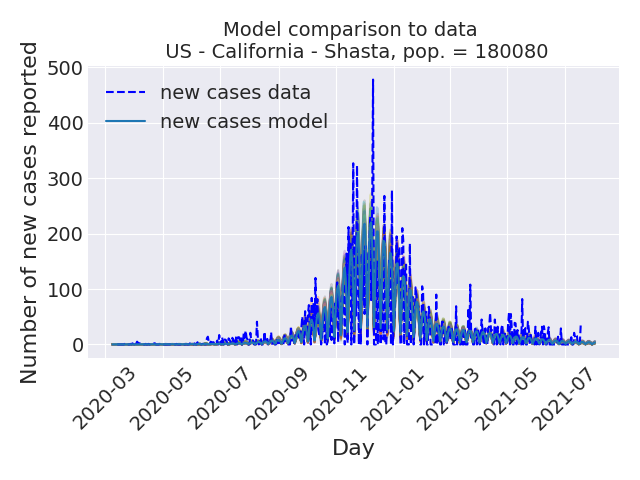 Model comparison to data
US - California - Shasta, pop. = 180080
Number of new cases reported
500
400
300
200
100
0
new cases data
new cases model
2020-03
2020-05
2020-07
2020-09
2020-11
2021-01
2021-03
2021-05
2021-07
Day